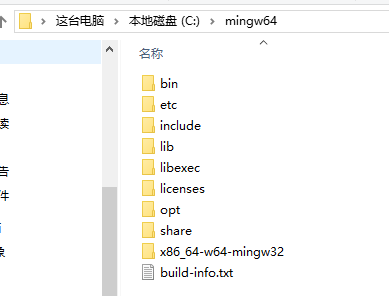 这台电脑 > 本地磁盘 (C:) > mingw64
名称
bin
etc
include
lib
libexec
licenses
opt
share
x86_64-w64-mingw32
build-info.txt
息
读
告
件
象